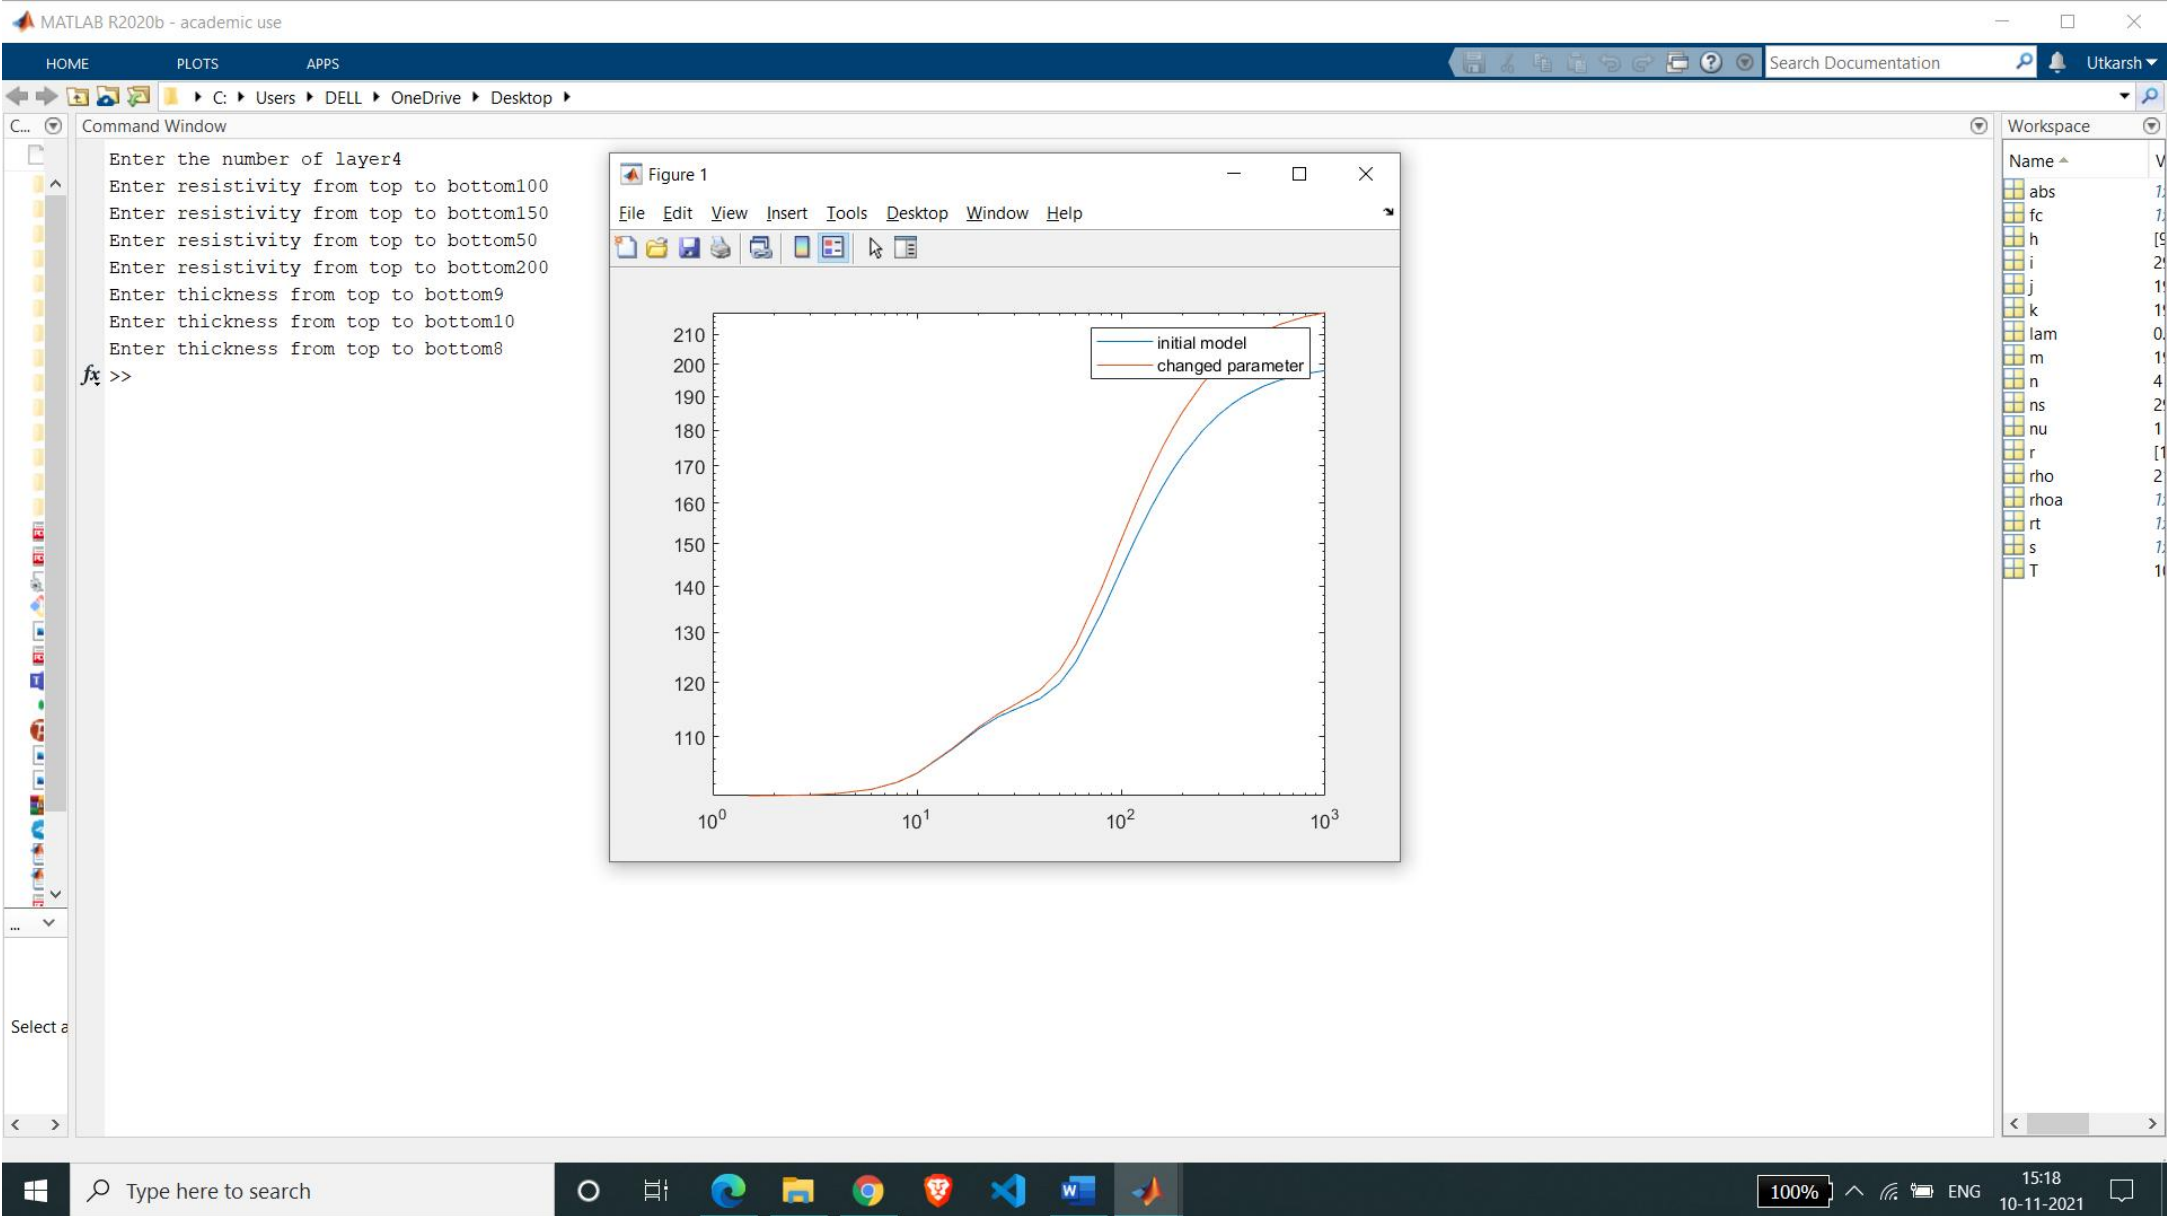 MATLAB R2020b - academic use
HOME PLOTS APPS
Search Documentation
Utkarsh
C: Users DELL OneDrive Desktop
C...
Command Window
Workspace
Enter the number of layer4
Enter resistivity from top to bottom100
Enter resistivity from top to bottom150
Enter resistivity from top to bottom50
Enter resistivity from top to bottom200
Enter thickness from top to bottom9
Enter thickness from top to bottom10
Enter thickness from top to bottom8
fx >>
Figure 1
File Edit View Insert Tools Desktop Window Help
initial model
changed parameter
210
200
190
180
170
160
150
140
130
120
110
10^0 10^1 10^2 10^3
Name
abs
fc
h
i
j
k
lam
m
n 4
ns
nu 1
r
rho
rhoa
rt
s
T
...
Select a
Type here to search
100%
ENG
15:18
10-11-2021